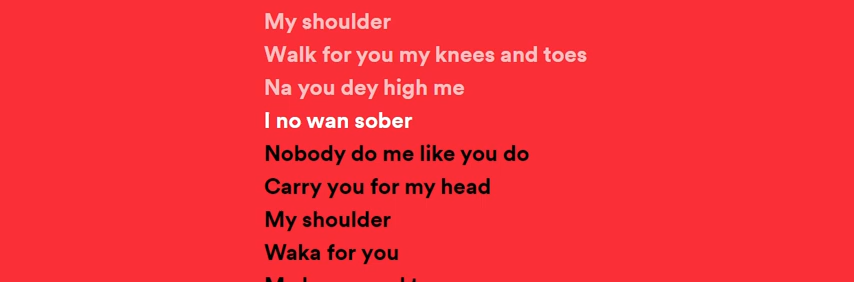 My shoulder
Walk for you my knees and toes
Na you dey high me
I no wan sober
Nobody do me like you do
Carry you for my head
My shoulder
Waka for you